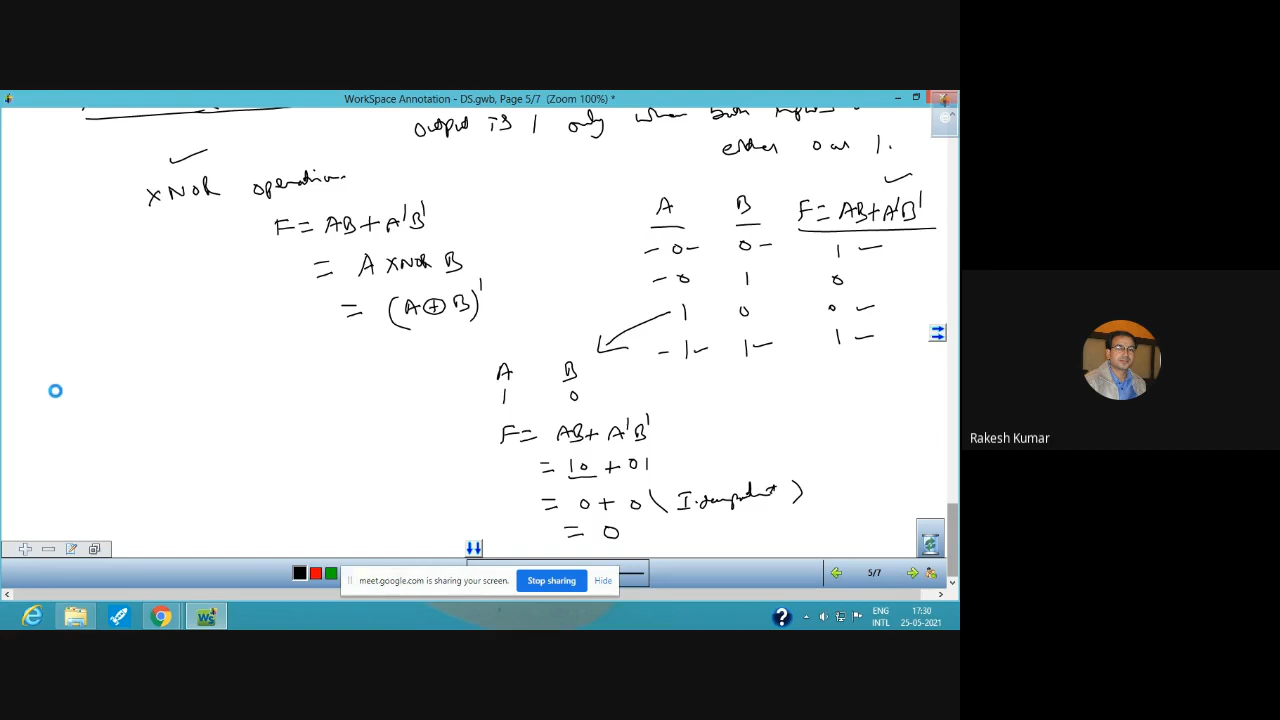 WorkSpace Annotation - DS.gwb, Page 5/7 (Zoom 100%) *
output is 1 only when both inputs
either 0 or 1.
XNOR operation
F = AB + A'B'
= A XNOR B
= (A ⊕ B)'
A B F = AB + A'B'
0 0 1
0 1 0
1 0 0
1 1 1
A B
1 0
F = AB + A'B'
= 10 + 01
= 0 + 0 (
= 0
Rakesh Kumar
meet.google.com is sharing your screen. Stop sharing Hide
5/7
ENG 17:30
INTL 25-05-2021